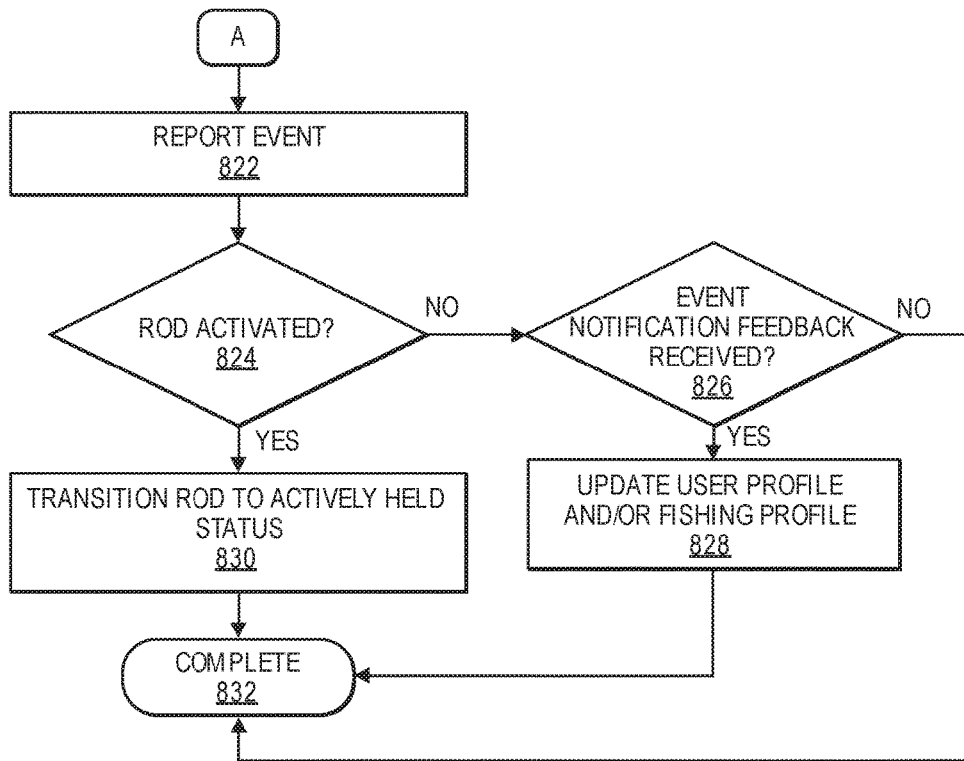 A
REPORT EVENT
822
ROD ACTIVATED?
824
NO
EVENT
NOTIFICATION FEEDBACK
RECEIVED?
826
NO
YES
YES
TRANSITION ROD TO ACTIVELY HELD
STATUS
830
UPDATE USER PROFILE
AND/OR FISHING PROFILE
828
COMPLETE
832